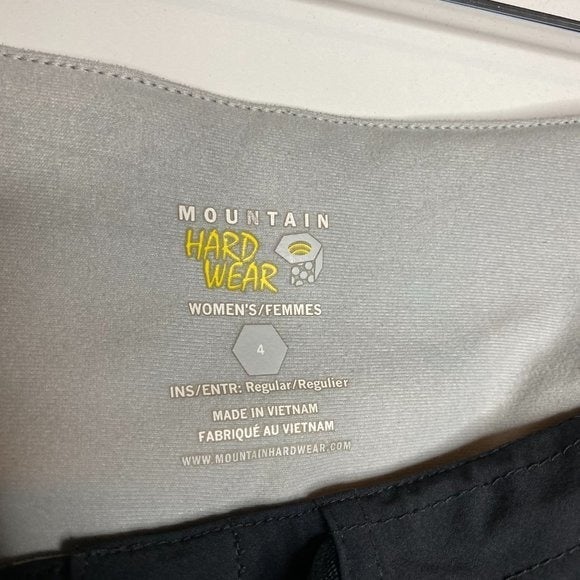 MOUNTAIN
HARD
WEAR
WOMEN'S/FEMMES
4
INS/ENTR: Regular/Regulier
MADE IN VIETNAM
FABRIQUÉ AU VIETNAM
WWW.MOUNTAINHARDWEAR.COM